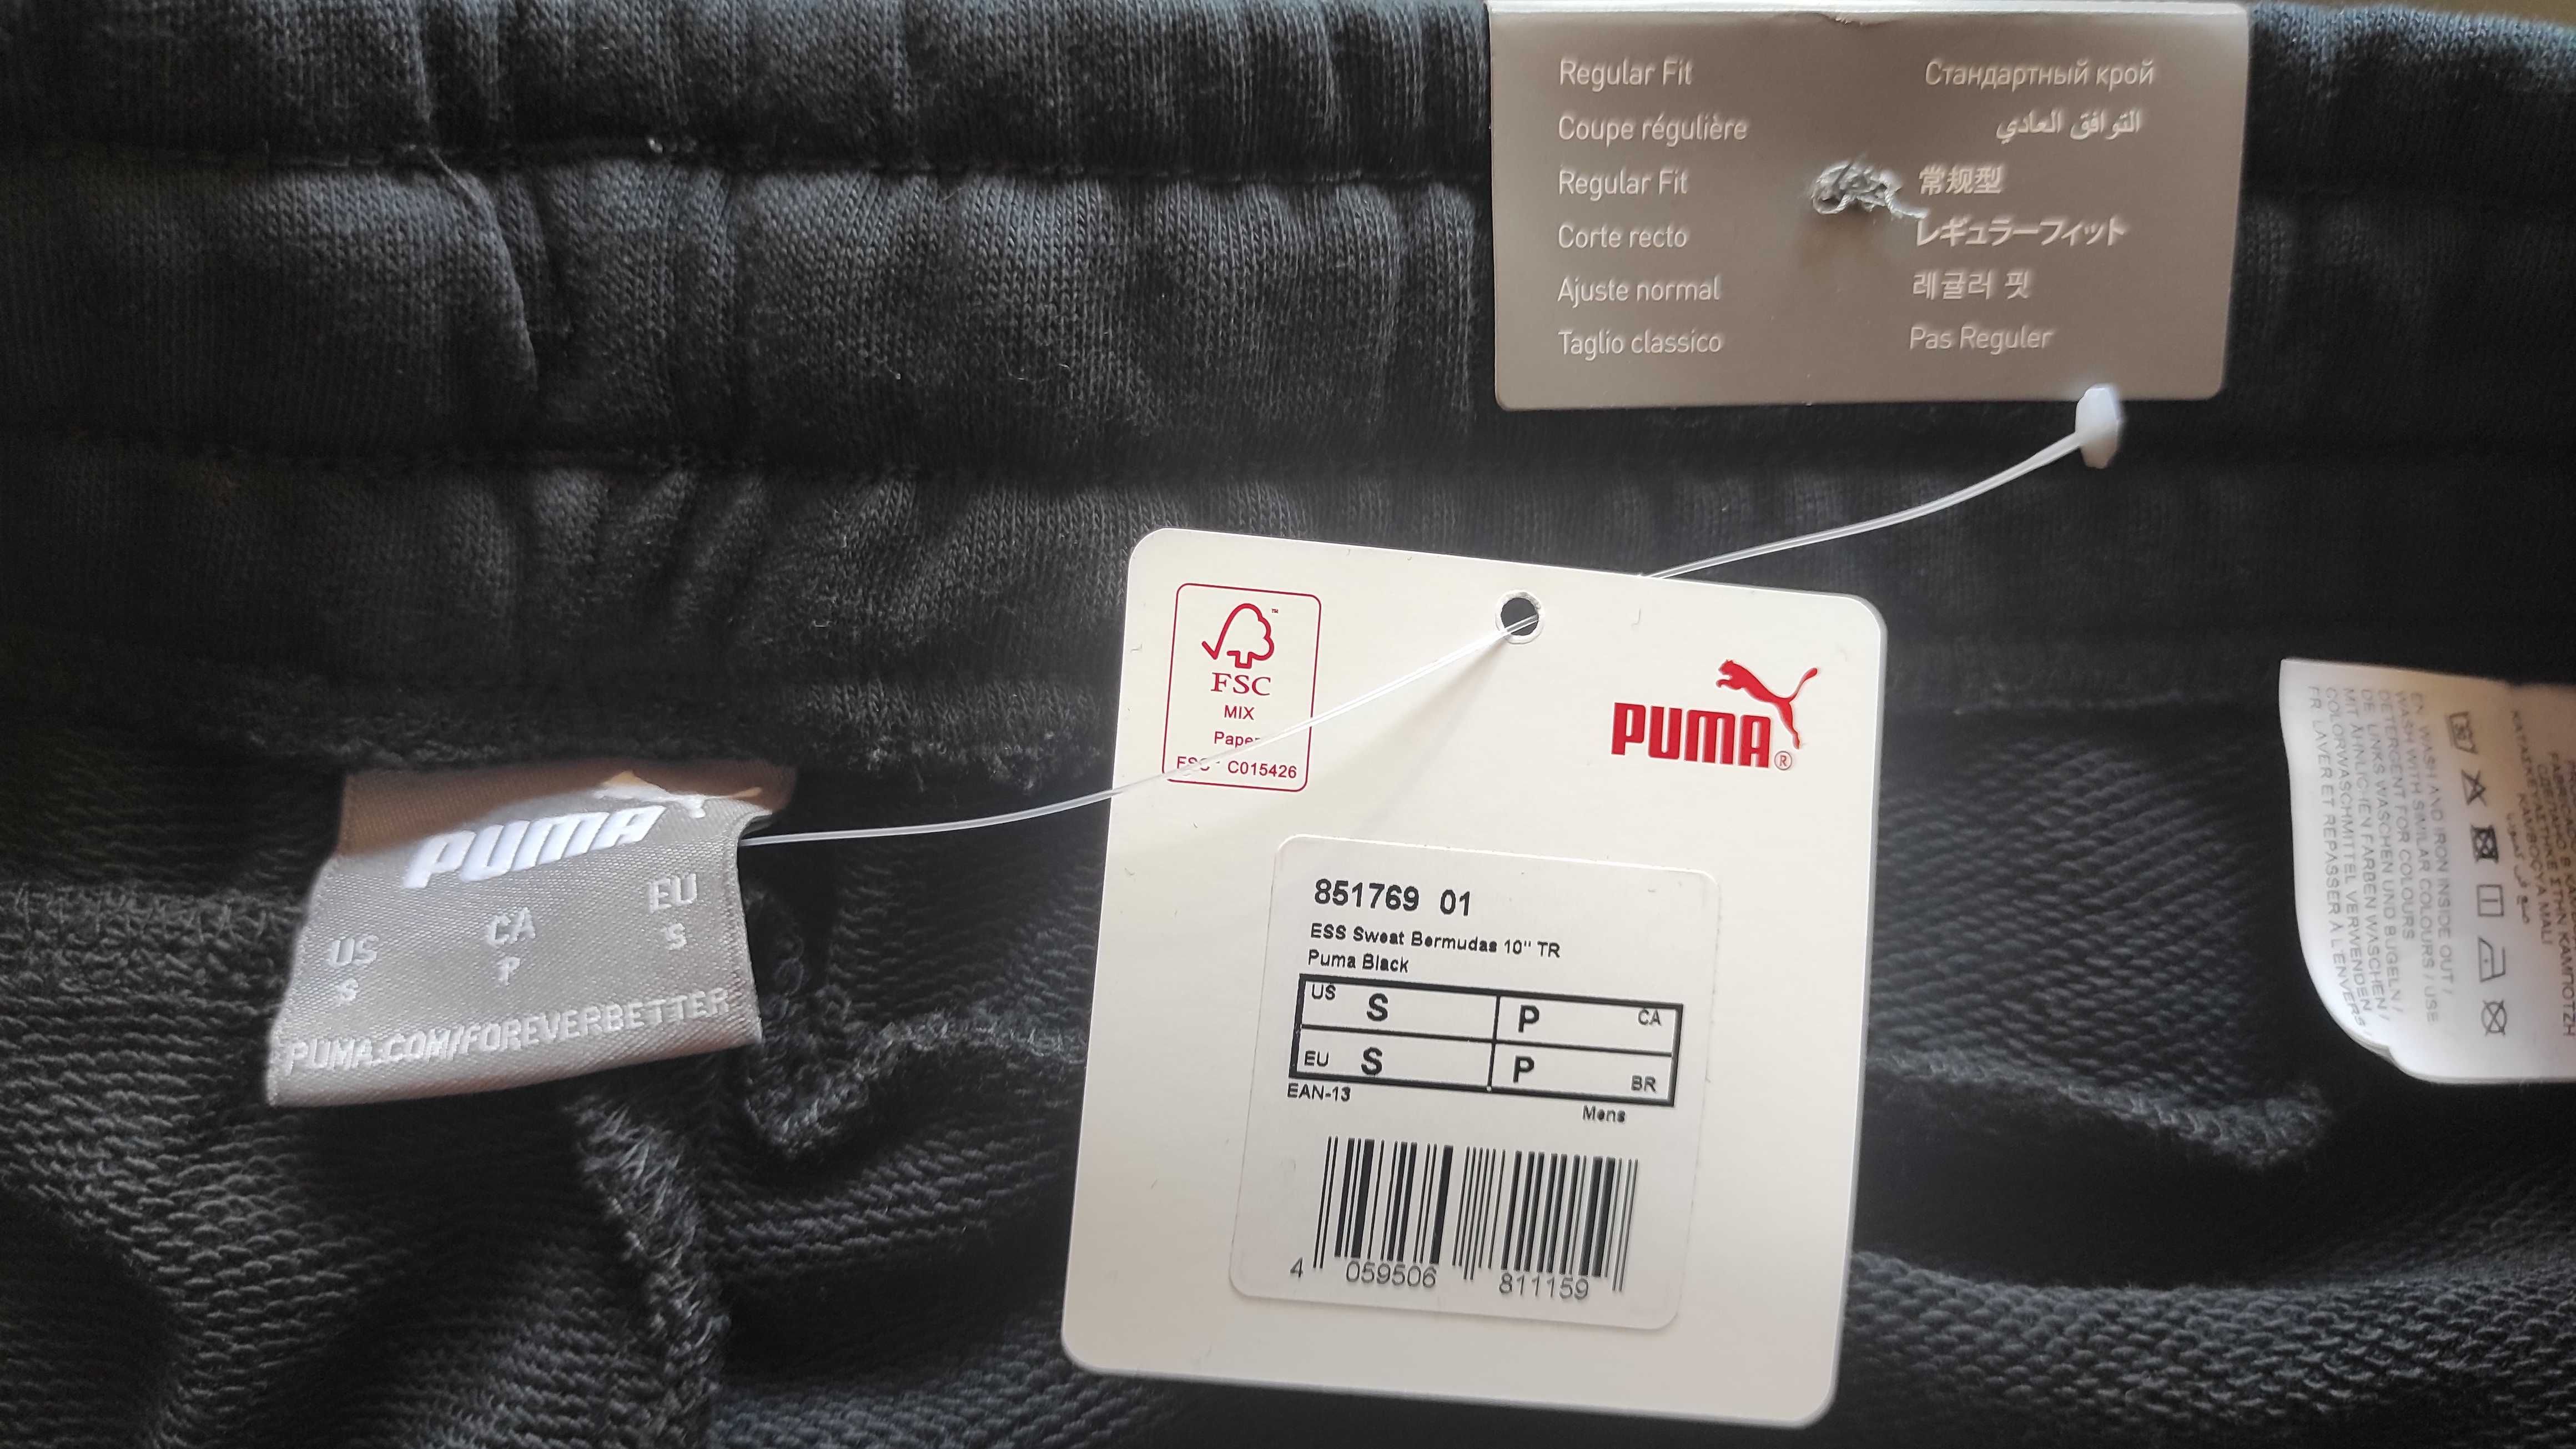 Regular Fit
Coupe régulière
Regular Fit
Corte recto
Ajuste normal
Taglio classico
Стандартный крой
التوافق العادي
常规型
レギュラーフィット
레귤러 핏
Pas Reguler
FSC
MIX
C015426
PUMA®
851769 01
ESS Sweat Bermudas 10" TR
Puma Black
US S P CA
EU S P BR
EAN-13
Mens
4 059506 811159
PUMA
US CA EU
S P S
PUMA.COM/FOREVERBETTER
EN WASH AND IRON INSIDE OUT /
WASH WITH SIMILAR COLOURS / USE
DETERGENT FOR COLOURS
DE LINKS WASCHEN UND BÜGELN /
MIT ÄHNLICHEN FARBEN WASCHEN /
COLORWASCHMITTEL VERWENDEN
FR LAVER ET REPASSER À L'ENVERS